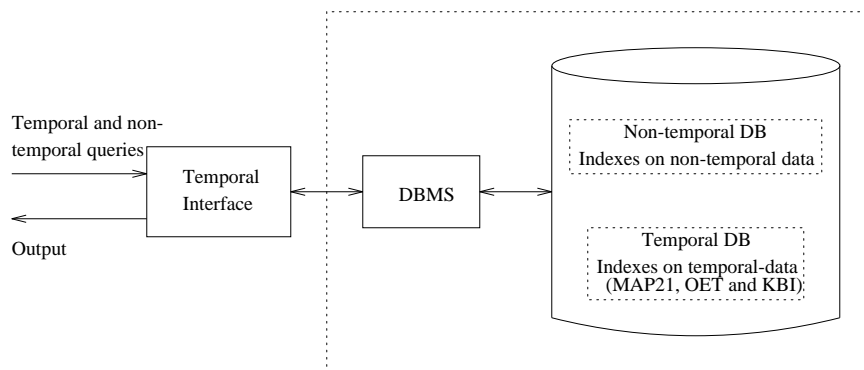 Temporal and non-
temporal queries
Output
Temporal
Interface
DBMS
Non-temporal DB
Indexes on non-temporal data
Temporal DB
Indexes on temporal-data
(MAP21, OET and KBI)